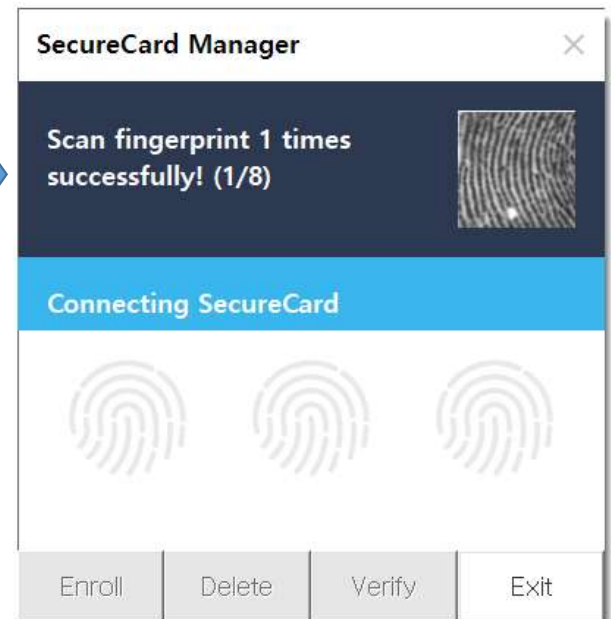 SecureCard Manager
Scan fingerprint 1 times
successfully! (1/8)
Connecting SecureCard
Enroll
Delete
Verify
Exit